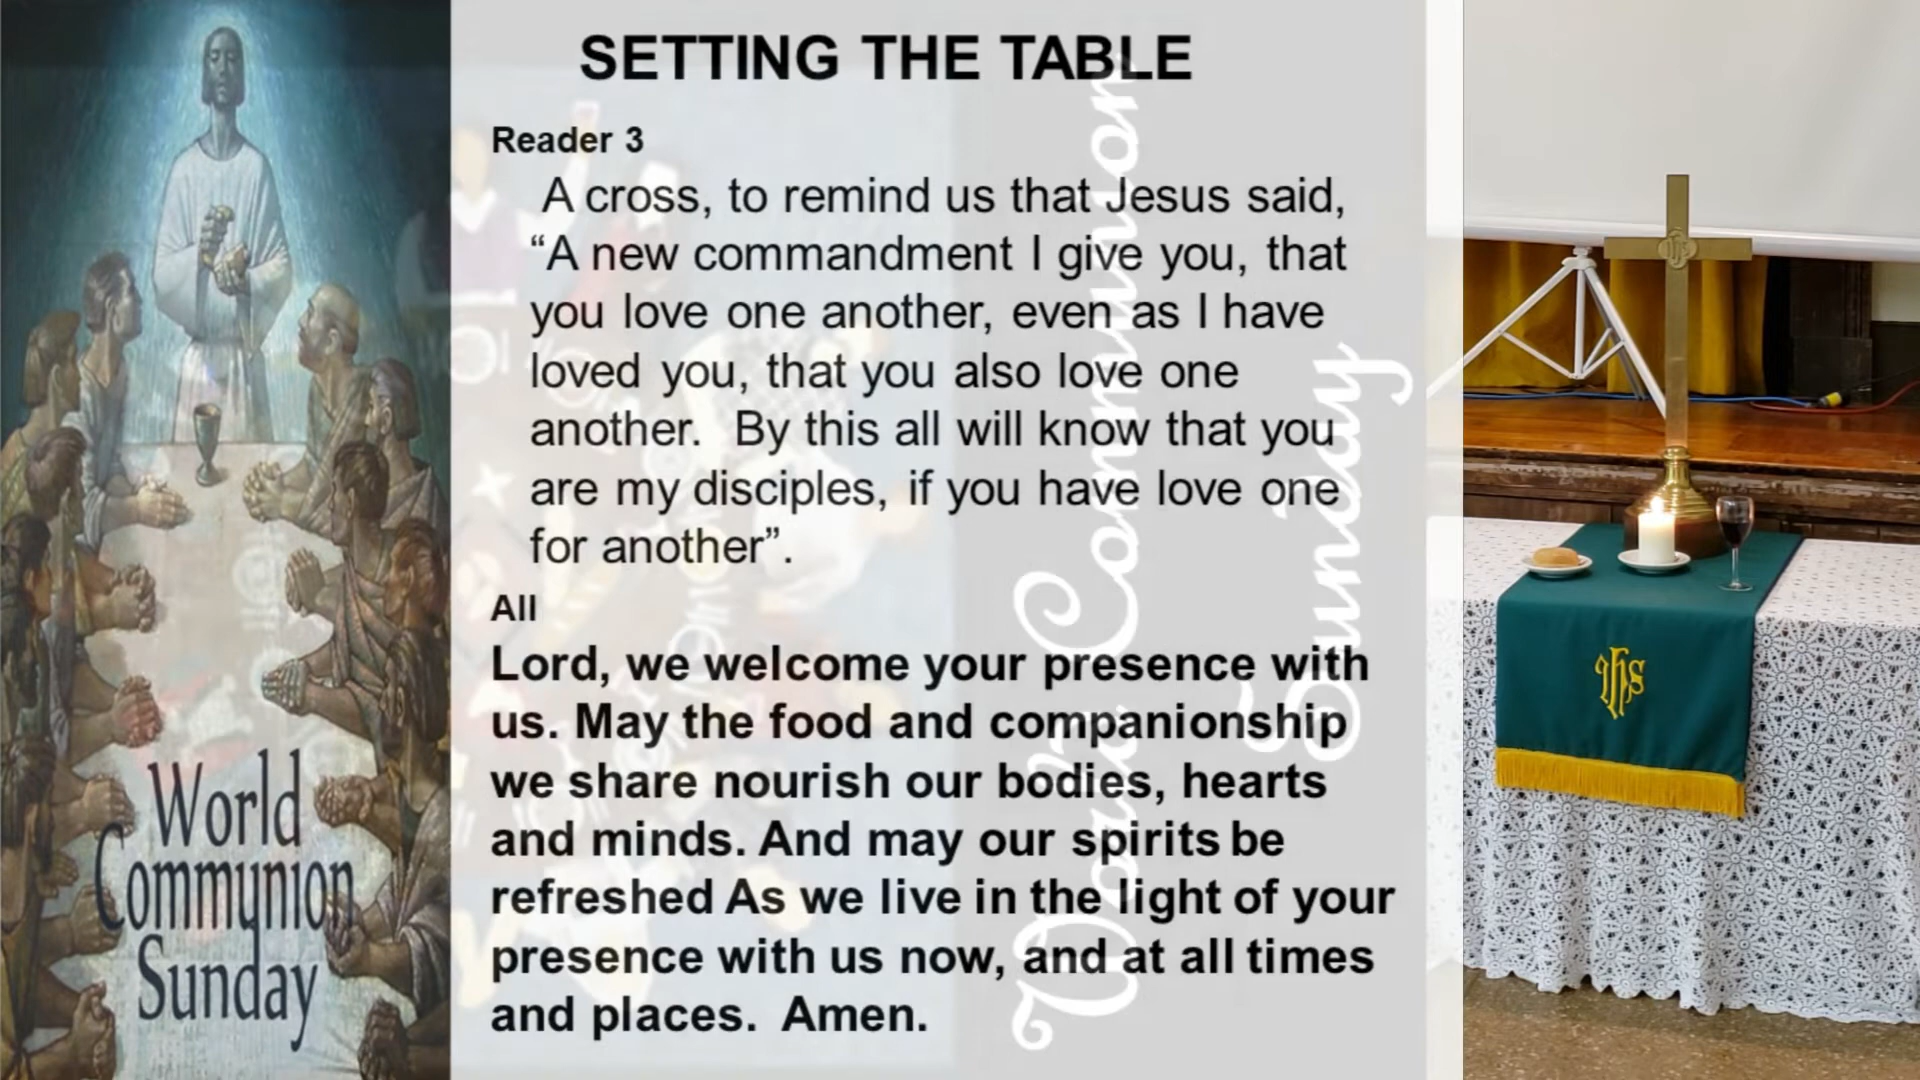 SETTING THE TABLE
Reader 3
A cross, to remind us that Jesus said,
“A new commandment I give you, that
you love one another, even as I have
loved you, that you also love one
another.  By this all will know that you
are my disciples, if you have love one
for another”.
All
Lord, we welcome your presence with
us. May the food and companionship
we share nourish our bodies, hearts
and minds. And may our spirits be
refreshed As we live in the light of your
presence with us now, and at all times
and places.  Amen.
World
Communion
Sunday
World Communion
Sunday
IHS
IHS